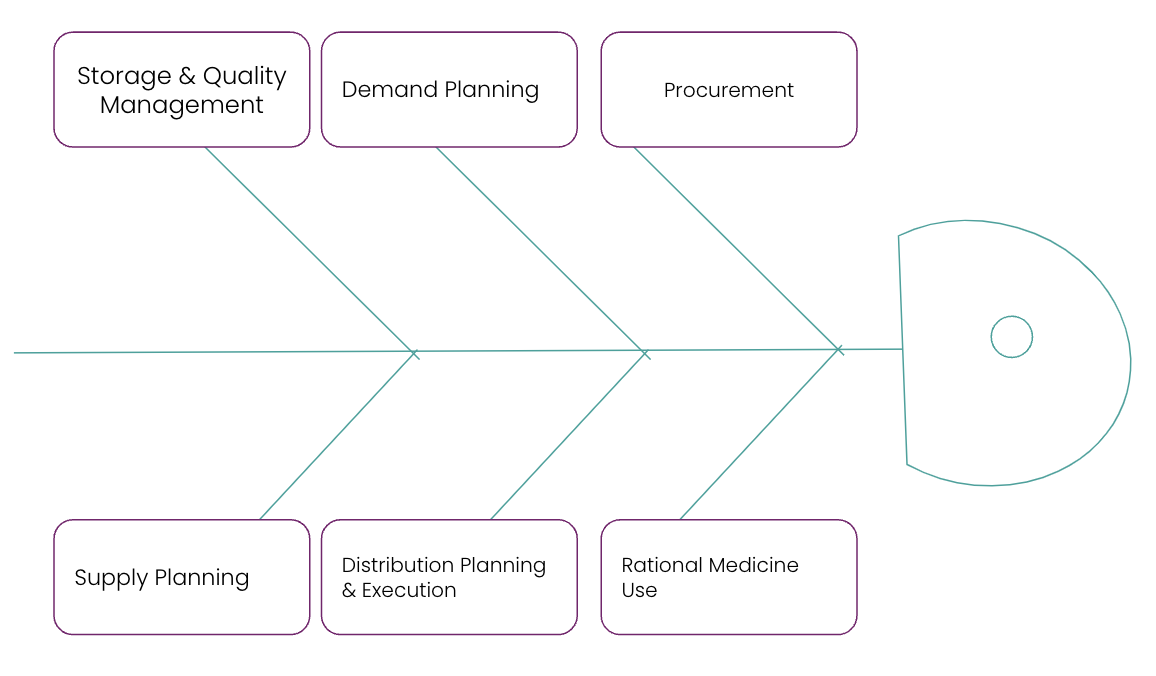 Storage & Quality
Management
Demand Planning
Procurement
Supply Planning
Distribution Planning
& Execution
Rational Medicine
Use